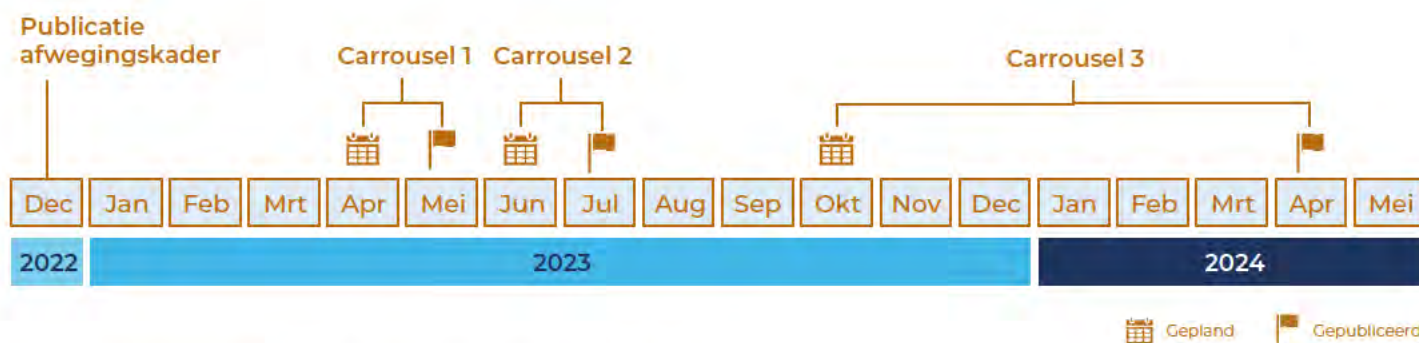 Publicatie
afwegingskader
Carrousel 1
Carrousel 2
Carrousel 3
Dec Jan Feb Mrt Apr Mei Jun Jul Aug Sep Okt Nov Dec Jan Feb Mrt Apr Mei
2022 2023 2024
Gepland Gepubliceerd